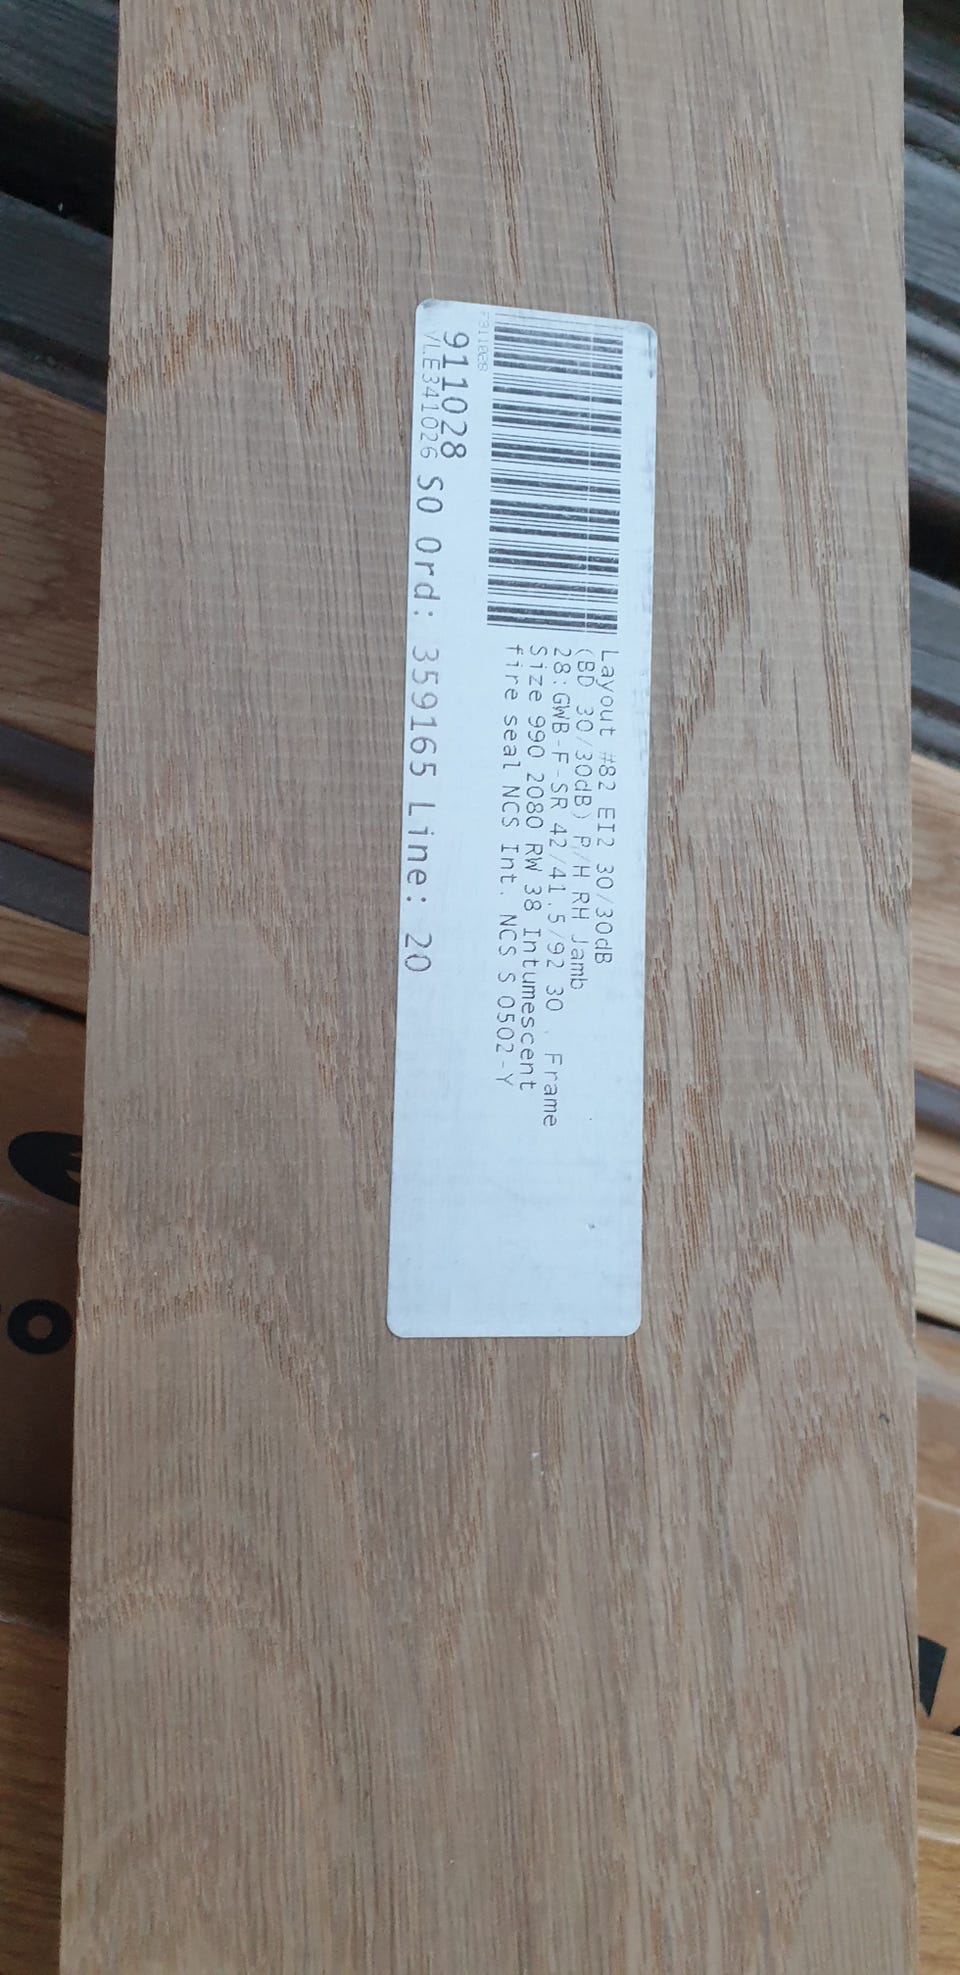 Layout #82 EI2 30/30dB
(BD 30/30dB) P/H RH Jamb
28:GWB-F-SR 42/41.5/92 30 , Frame
Size 990 2080 RW 38 Intumescent
fire seal NCS Int. NCS S 0502-Y
F911028
911028
VLE341026 SO Ord: 359165 Line: 20